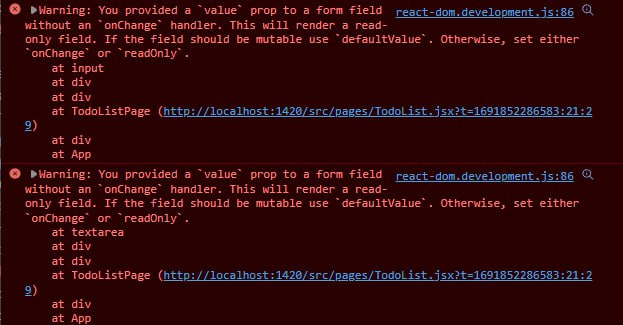 ▶Warning: You provided a `value` prop to a form field react-dom.development.js:86
without an `onChange` handler. This will render a read-
only field. If the field should be mutable use `defaultValue`. Otherwise, set either
`onChange` or `readOnly`.
at input
at div
at div
at TodoListPage (http://localhost:1420/src/pages/TodoList.jsx?t=1691852286583:21:2
9)
at div
at App
▶Warning: You provided a `value` prop to a form field react-dom.development.js:86
without an `onChange` handler. This will render a read-
only field. If the field should be mutable use `defaultValue`. Otherwise, set either
`onChange` or `readOnly`.
at textarea
at div
at div
at TodoListPage (http://localhost:1420/src/pages/TodoList.jsx?t=1691852286583:21:2
9)
at div
at App